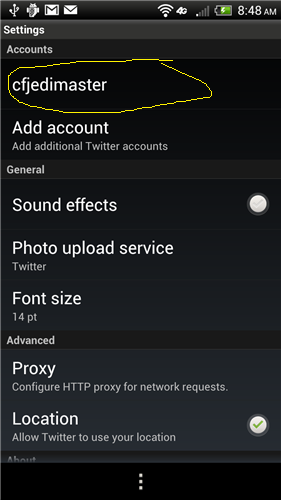 4G 8:48 AM
Settings
Accounts
cfjedimaster
Add account
Add additional Twitter accounts
General
Sound effects
Photo upload service
Twitter
Font size
14 pt
Advanced
Proxy
Configure HTTP proxy for network requests.
Location
Allow Twitter to use your location
About